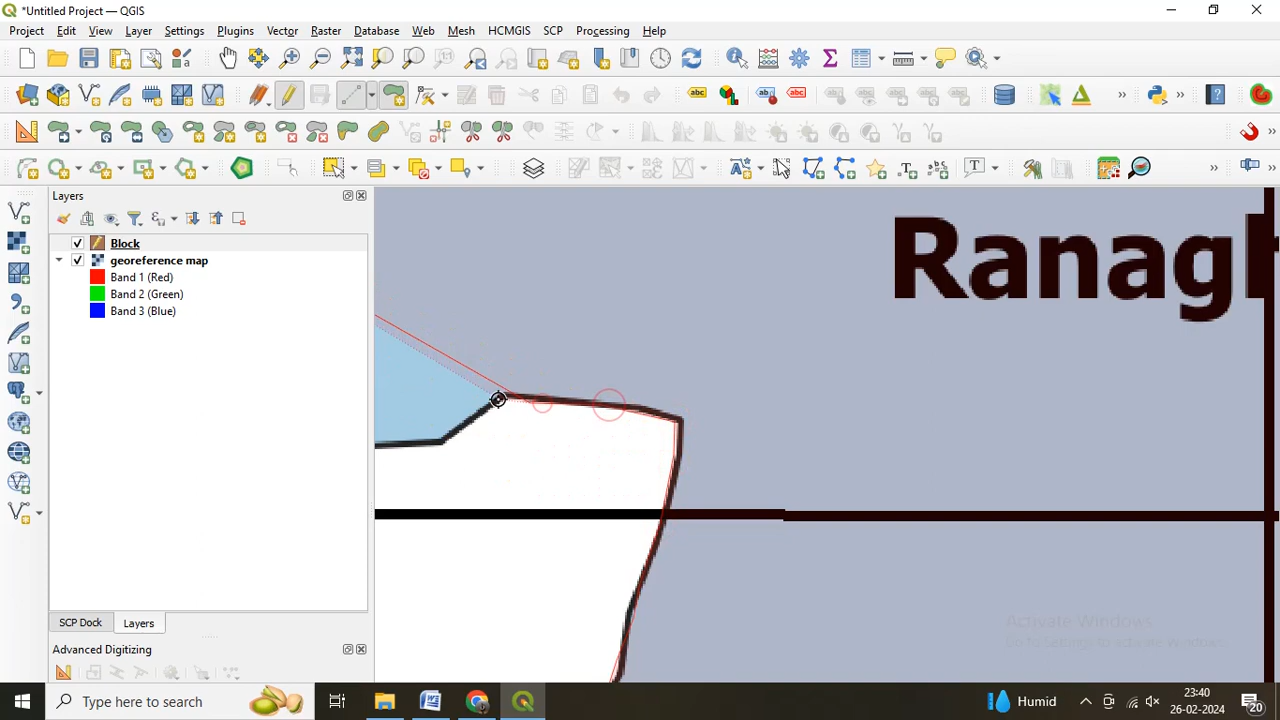 *Untitled Project — QGIS
Project Edit View Layer Settings Plugins Vector Raster Database Web Mesh HCMGIS SCP Processing Help
Layers
Block
georeference map
Band 1 (Red)
Band 2 (Green)
Band 3 (Blue)
SCP Dock
Layers
Advanced Digitizing
Ranagh
Activate Windows
Go to Settings to activate Windows.
Type here to search
Humid
23:40
26-02-2024
20